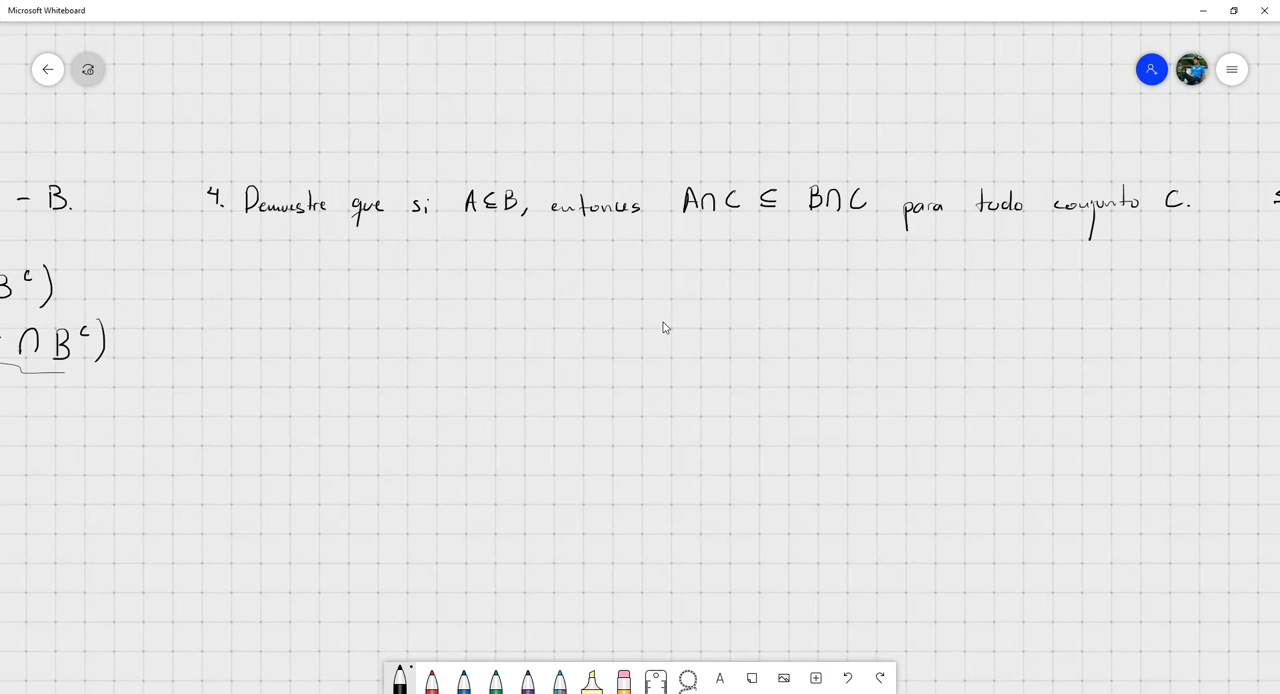 Microsoft Whiteboard
- B.
4. Demuestre que si A⊆B, entonces A∩C ⊆ B∩C para todo conjunto C.
B^c)
∩ B^c)